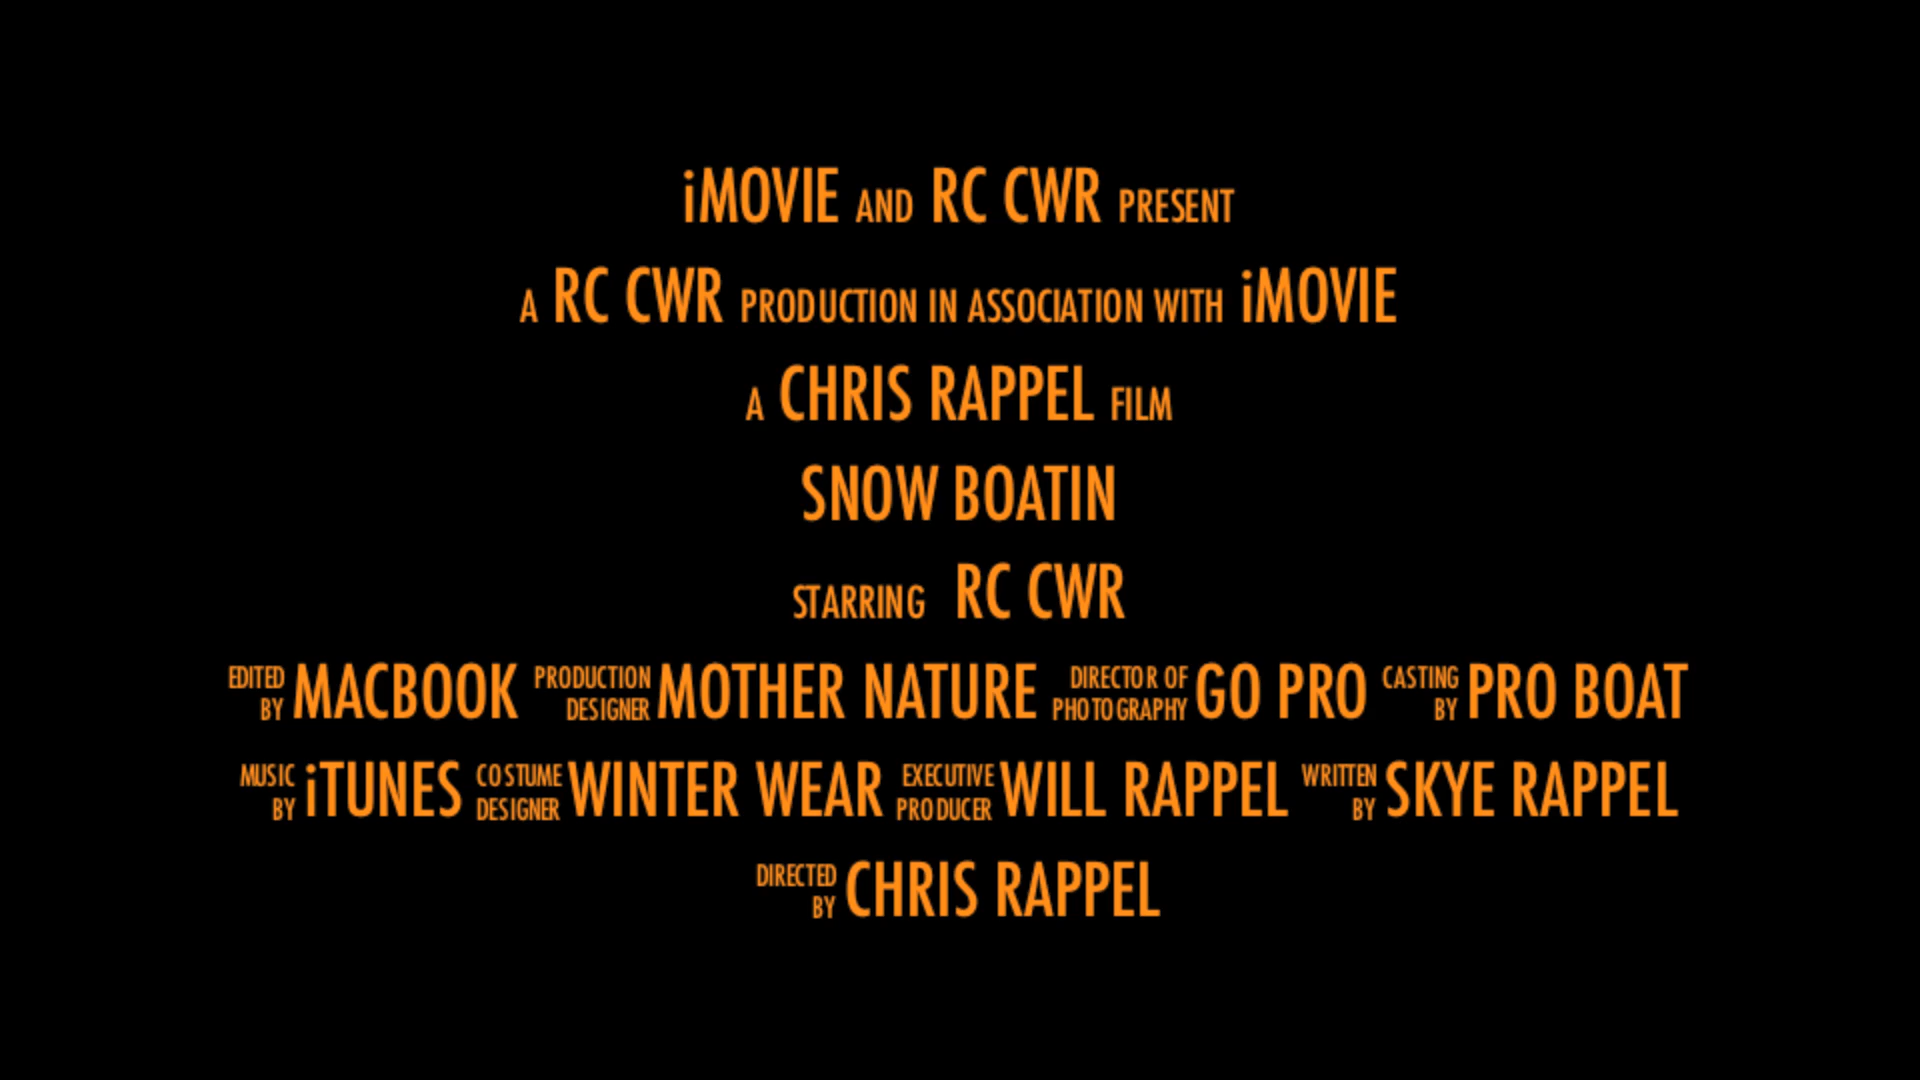 iMOVIE AND RC CWR PRESENT
A RC CWR PRODUCTION IN ASSOCIATION WITH iMOVIE
A CHRIS RAPPEL FILM
SNOW BOATIN
STARRING RC CWR
EDITED BY MACBOOK PRODUCTION DESIGNER MOTHER NATURE DIRECTOR OF PHOTOGRAPHY GO PRO CASTING BY PRO BOAT
MUSIC BY iTUNES COSTUME DESIGNER WINTER WEAR EXECUTIVE PRODUCER WILL RAPPEL WRITTEN BY SKYE RAPPEL
DIRECTED BY CHRIS RAPPEL